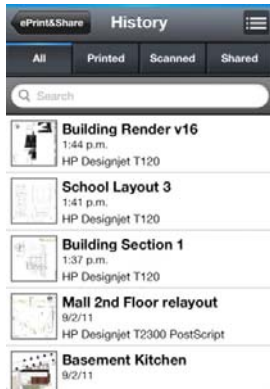 ePrint&Share History
All Printed Scanned Shared
Search
Building Render v16
1:44 p.m.
HP Designjet T120
School Layout 3
1:41 p.m.
HP Designjet T120
Building Section 1
1:37 p.m.
HP Designjet T120
Mall 2nd Floor relayout
9/2/11
HP Designjet T2300 PostScript
Basement Kitchen
9/2/11